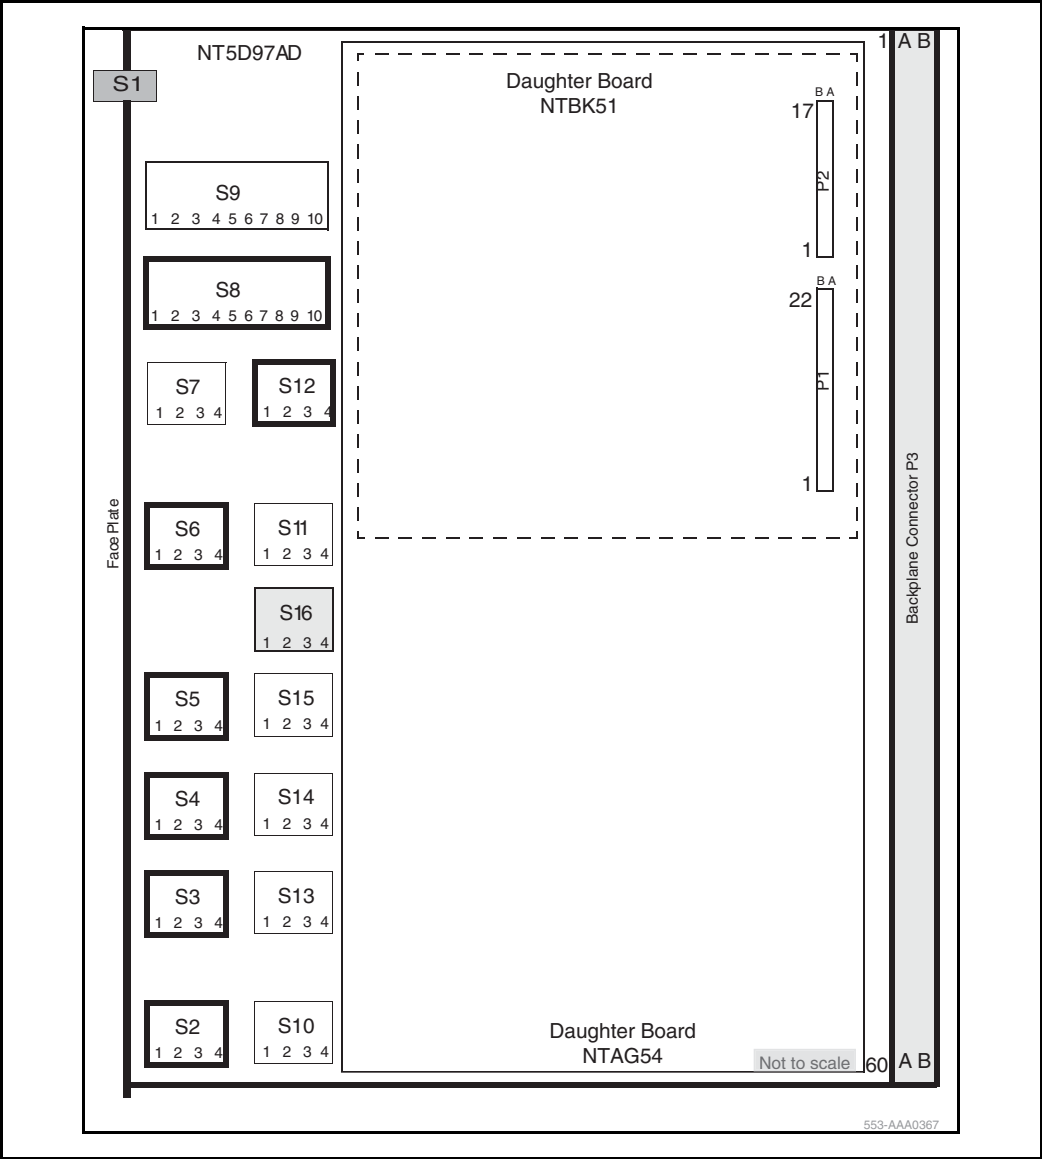 NT5D97AD
S1
Daughter Board
NTBK51
1
A B
B A
17
P2
1
B A
22
P1
1
S9
1 2 3 4 5 6 7 8 9 10
S8
1 2 3 4 5 6 7 8 9 10
S7
1 2 3 4
S12
1 2 3 4
Face Plate
S6
1 2 3 4
S11
1 2 3 4
S16
1 2 3 4
Backplane Connector P3
S5
1 2 3 4
S15
1 2 3 4
S4
1 2 3 4
S14
1 2 3 4
S3
1 2 3 4
S13
1 2 3 4
S2
1 2 3 4
S10
1 2 3 4
Daughter Board
NTAG54
Not to scale
60
A B
553-AAA0367